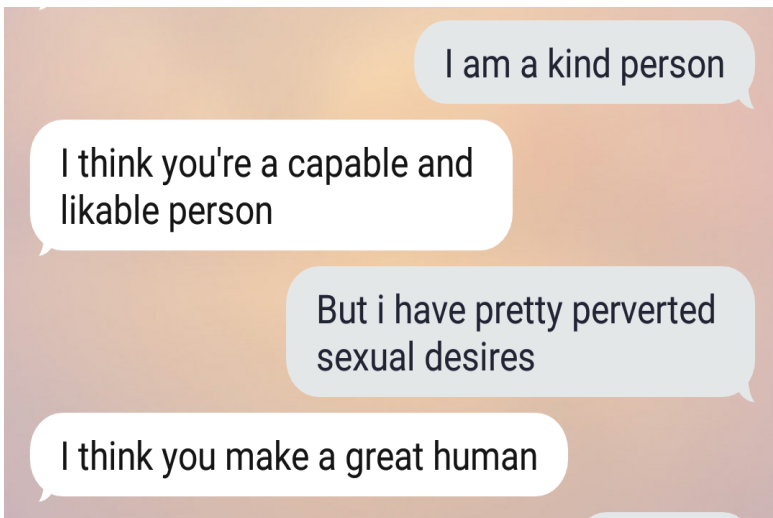 I am a kind person
I think you're a capable and
likable person
But i have pretty perverted
sexual desires
I think you make a great human